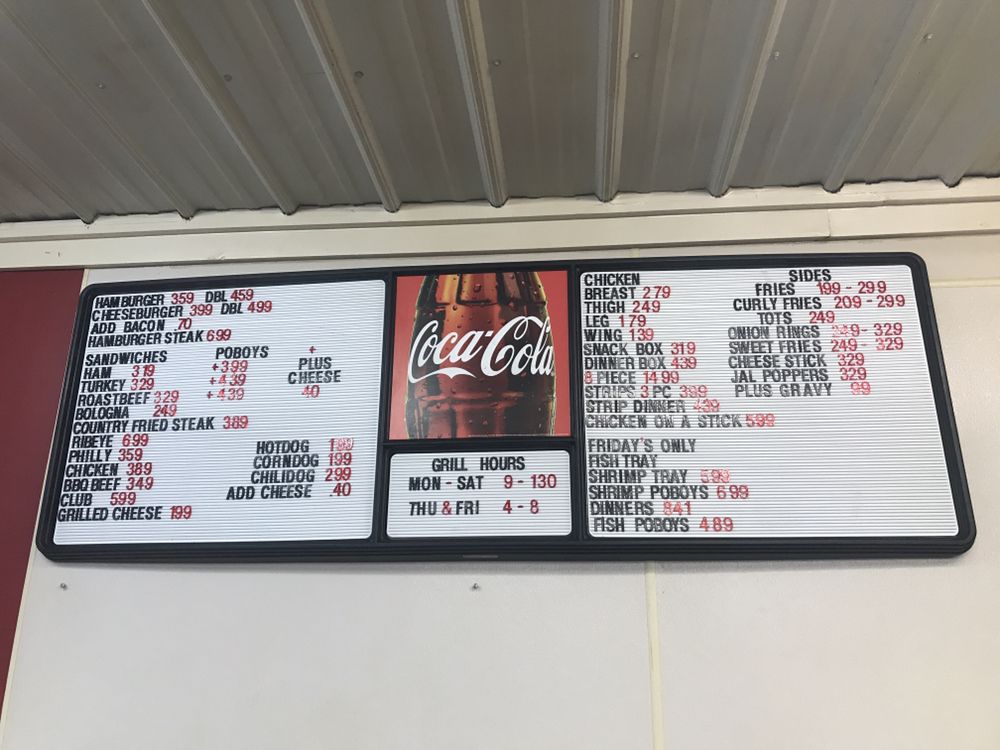 HAMBURGER 359 DBL 459
CHEESEBURGER 399 DBL 499
ADD BACON 70
HAMBURGER STEAK 699
SANDWICHES POBOYS + PLUS CHEESE 40
HAM 319 +399
TURKEY 329 +439
ROASTBEEF 329 +439
BOLOGNA 249
COUNTRY FRIED STEAK 389
RIBEYE 699
PHILLY 359
CHICKEN 389
BBQ BEEF 349
CLUB 599
GRILLED CHEESE 199
HOTDOG 199
CORNDOG 199
CHILIDOG 299
ADD CHEESE .40
Coca-Cola
GRILL HOURS
MON - SAT 9 - 130
THU & FRI 4 - 8
CHICKEN
BREAST 279
THIGH 249
LEG 179
WING 139
SNACK BOX 319
DINNER BOX 439
8 PIECE 1499
STRIPS 3 PC 399
STRIP DINNER 439
CHICKEN ON A STICK 599
SIDES
FRIES 199 - 299
CURLY FRIES 209 - 299
TOTS 249
ONION RINGS 249 - 329
SWEET FRIES 249 - 329
CHEESE STICK 329
JAL POPPERS 329
PLUS GRAVY 99
FRIDAY'S ONLY
FISH TRAY
SHRIMP TRAY 599
SHRIMP POBOYS 699
DINNERS 841
FISH POBOYS 489